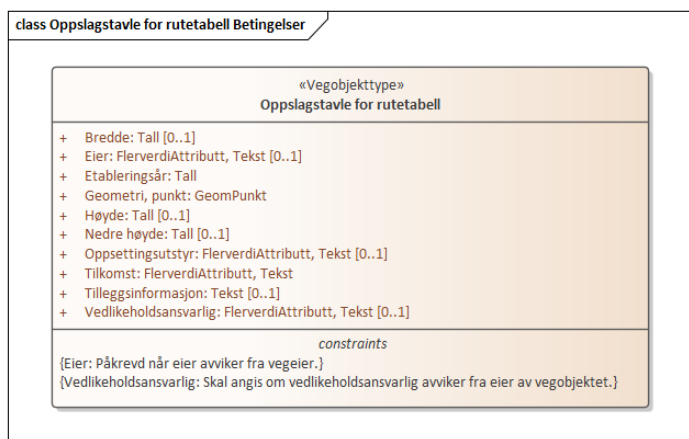 class Oppslagstavle for rutetabell Betingelser
«Vegobjekttype»
Oppslagstavle for rutetabell
+ Bredde: Tall [0..1]
+ Eier: FlerverdiAttributt, Tekst [0..1]
+ Etableringsår: Tall
+ Geometri, punkt: GeomPunkt
+ Høyde: Tall [0..1]
+ Nedre høyde: Tall [0..1]
+ Oppsettingsutstyr: FlerverdiAttributt, Tekst [0..1]
+ Tilkomst: FlerverdiAttributt, Tekst
+ Tilleggsinformasjon: Tekst [0..1]
+ Vedlikeholdsansvarlig: FlerverdiAttributt, Tekst [0..1]
constraints
{Eier: Påkrevd når eier avviker fra vegeier.}
{Vedlikeholdsansvarlig: Skal angis om vedlikeholdsansvarlig avviker fra eier av vegobjektet.}